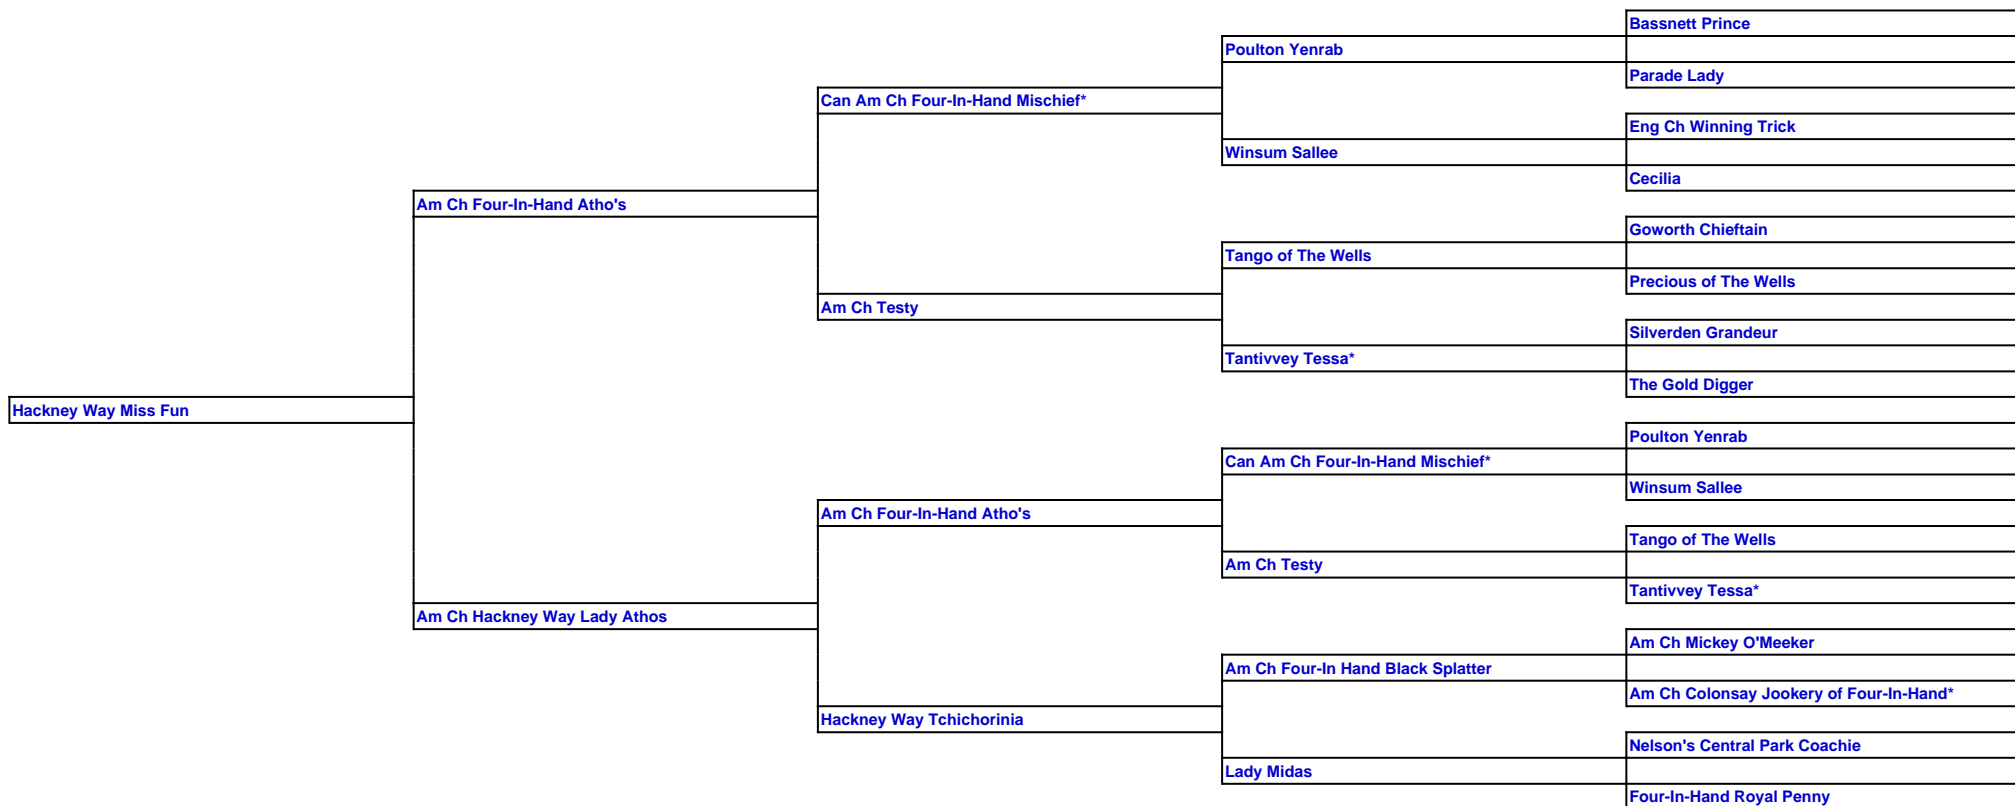 Bassnett Prince
Poulton Yenrab
Parade Lady
Can Am Ch Four-In-Hand Mischief*
Eng Ch Winning Trick
Winsum Sallee
Cecilia
Am Ch Four-In-Hand Atho's
Goworth Chieftain
Tango of The Wells
Precious of The Wells
Am Ch Testy
Silverden Grandeur
Tantivvey Tessa*
The Gold Digger
Hackney Way Miss Fun
Poulton Yenrab
Can Am Ch Four-In-Hand Mischief*
Winsum Sallee
Am Ch Four-In-Hand Atho's
Tango of The Wells
Am Ch Testy
Tantivvey Tessa*
Am Ch Hackney Way Lady Athos
Am Ch Mickey O'Meeker
Am Ch Four-In Hand Black Splatter
Am Ch Colonsay Jookery of Four-In-Hand*
Hackney Way Tchichorinia
Nelson's Central Park Coachie
Lady Midas
Four-In-Hand Royal Penny